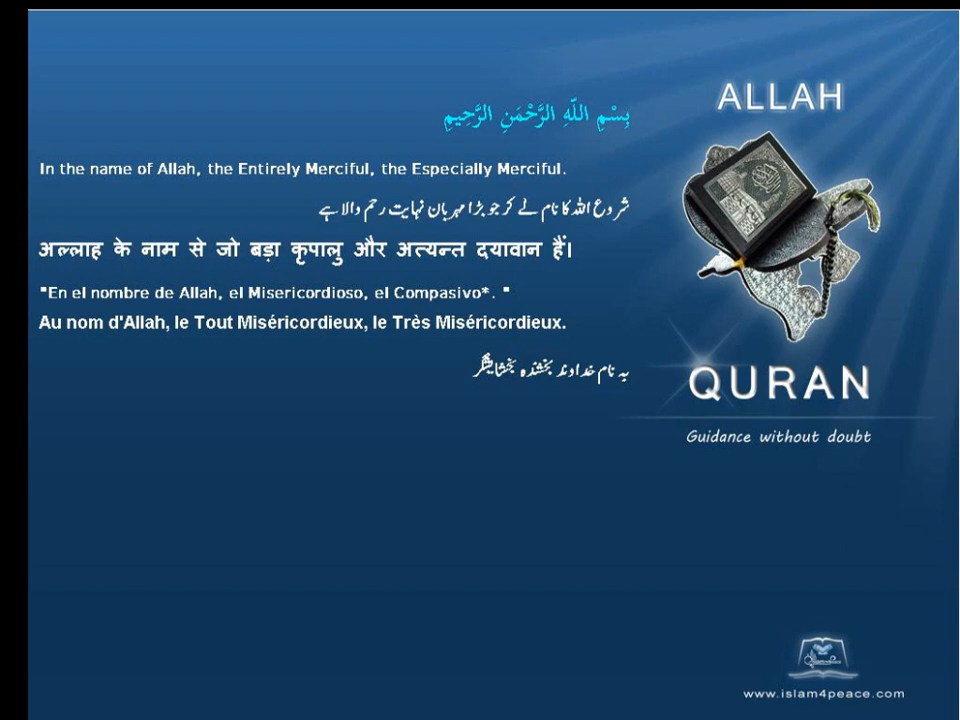 بِسْمِ اللَّهِ الرَّحْمَنِ الرَّحِيمِ
In the name of Allah, the Entirely Merciful, the Especially Merciful.
شروع الله کا نام لے کر جو بڑا مہربان نہایت رحم والا ہے
अल्लाह के नाम से जो बड़ा कृपालु और अत्यन्त दयावान हैं।
"En el nombre de Allah, el Misericordioso, el Compasivo*. "
Au nom d'Allah, le Tout Miséricordieux, le Très Miséricordieux.
به نام خداوند بخشنده بخشایشگر
ALLAH
QURAN
Guidance without doubt
www.islam4peace.com